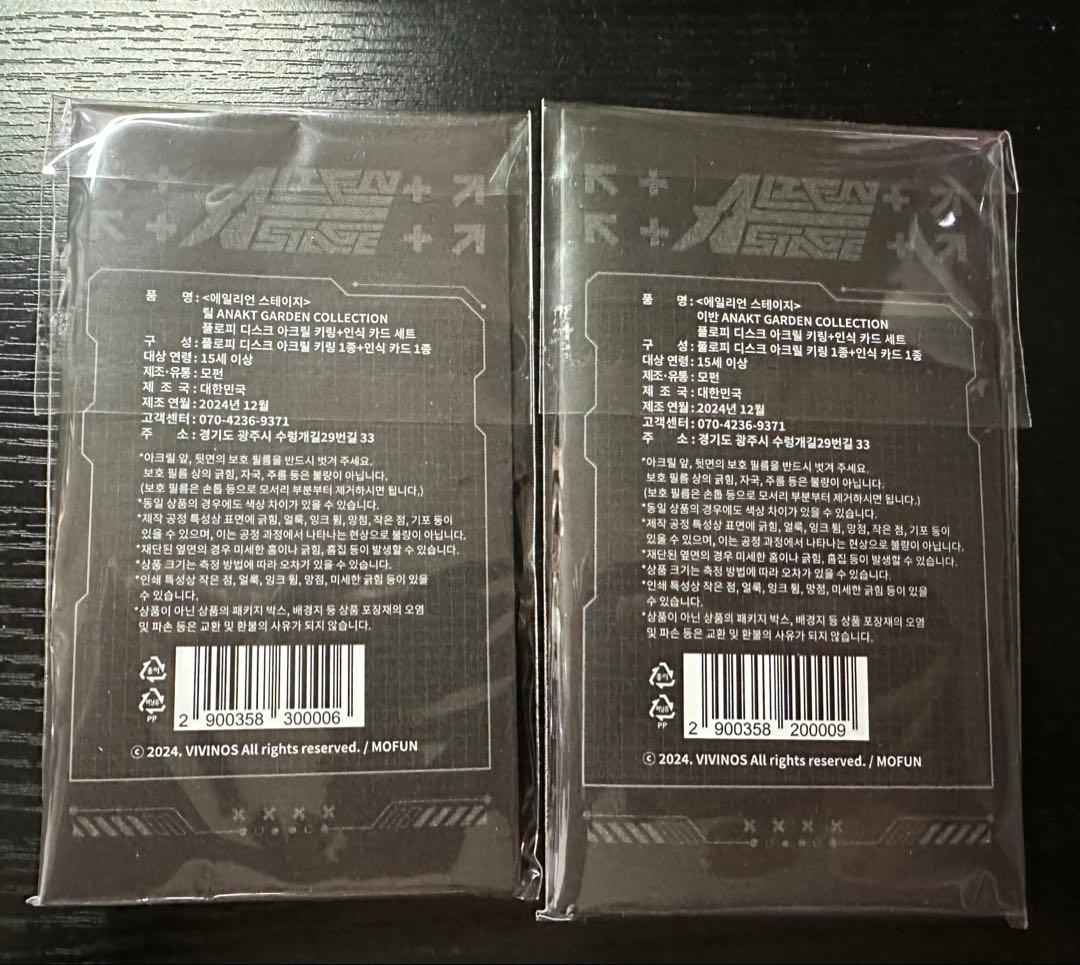 ALIEN
STAGE
품 명 : <에일리언 스테이지>
틸 ANAKT GARDEN COLLECTION
플로피 디스크 아크릴 키링+인식 카드 세트
구 성 : 플로피 디스크 아크릴 키링 1종+인식 카드 1종
대상 연령 : 15세 이상
제조·유통 : 모펀
제 조 국 : 대한민국
제조 연월 : 2024년 12월
고객센터 : 070-4236-9371
주 소 : 경기도 광주시 수렁개길29번길 33
*아크릴 앞, 뒷면의 보호 필름을 반드시 벗겨 주세요.
보호 필름 상의 긁힘, 자국, 주름 등은 불량이 아닙니다.
(보호 필름은 손톱 등으로 모서리 부분부터 제거하시면 됩니다.)
*동일 상품의 경우에도 색상 차이가 있을 수 있습니다.
*제작 공정 특성상 표면에 긁힘, 얼룩, 잉크 튐, 망점, 작은 점, 기포 등이
있을 수 있으며, 이는 공정 과정에서 나타나는 현상으로 불량이 아닙니다.
*재단된 옆면의 경우 미세한 홈이나 긁힘, 흠집 등이 발생할 수 있습니다.
*상품 크기는 측정 방법에 따라 오차가 있을 수 있습니다.
*인쇄 특성상 작은 점, 얼룩, 잉크 튐, 망점, 미세한 긁힘 등이 있을
수 있습니다.
*상품이 아닌 상품의 패키지 박스, 배경지 등 상품 포장재의 오염
및 파손 등은 교환 및 환불의 사유가 되지 않습니다.
종이
비닐류
PP
2 900358 300006
ⓒ 2024. VIVINOS All rights reserved. / MOFUN
ALIEN
STAGE
품 명 : <에일리언 스테이지>
이반 ANAKT GARDEN COLLECTION
플로피 디스크 아크릴 키링+인식 카드 세트
구 성 : 플로피 디스크 아크릴 키링 1종+인식 카드 1종
대상 연령 : 15세 이상
제조·유통 : 모펀
제 조 국 : 대한민국
제조 연월 : 2024년 12월
고객센터 : 070-4236-9371
주 소 : 경기도 광주시 수렁개길29번길 33
*아크릴 앞, 뒷면의 보호 필름을 반드시 벗겨 주세요.
보호 필름 상의 긁힘, 자국, 주름 등은 불량이 아닙니다.
(보호 필름은 손톱 등으로 모서리 부분부터 제거하시면 됩니다.)
*동일 상품의 경우에도 색상 차이가 있을 수 있습니다.
*제작 공정 특성상 표면에 긁힘, 얼룩, 잉크 튐, 망점, 작은 점, 기포 등이
있을 수 있으며, 이는 공정 과정에서 나타나는 현상으로 불량이 아닙니다.
*재단된 옆면의 경우 미세한 홈이나 긁힘, 흠집 등이 발생할 수 있습니다.
*상품 크기는 측정 방법에 따라 오차가 있을 수 있습니다.
*인쇄 특성상 작은 점, 얼룩, 잉크 튐, 망점, 미세한 긁힘 등이 있을
수 있습니다.
*상품이 아닌 상품의 패키지 박스, 배경지 등 상품 포장재의 오염
및 파손 등은 교환 및 환불의 사유가 되지 않습니다.
종이
비닐류
PP
2 900358 200009
ⓒ 2024. VIVINOS All rights reserved. / MOFUN